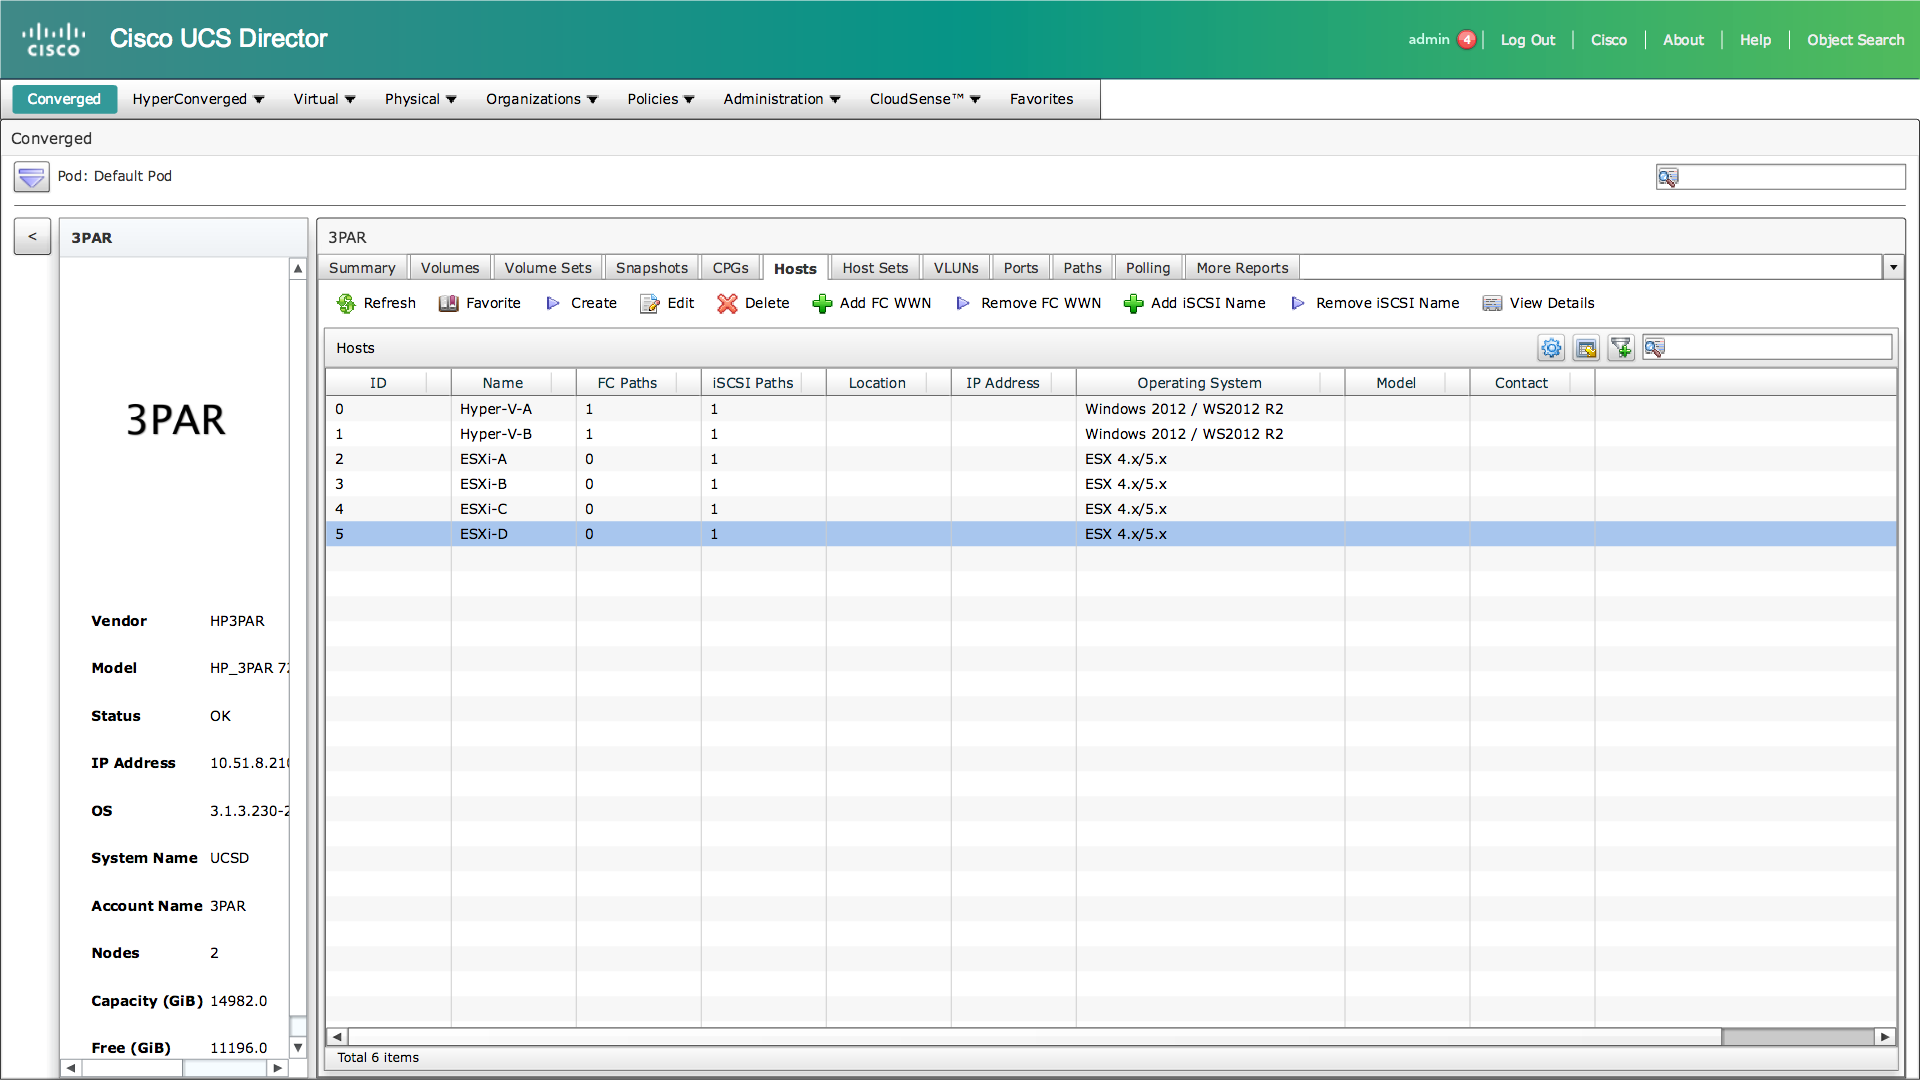 cisco Cisco UCS Director admin 4 Log Out Cisco About Help Object Search
Converged HyperConverged Virtual Physical Organizations Policies Administration CloudSense™ Favorites
Converged
Pod: Default Pod
< 3PAR
3PAR
Vendor HP3PAR
Model HP_3PAR 72
Status OK
IP Address 10.51.8.210
OS 3.1.3.230-2
System Name UCSD
Account Name 3PAR
Nodes 2
Capacity (GiB) 14982.0
Free (GiB) 11196.0
3PAR
Summary Volumes Volume Sets Snapshots CPGs Hosts Host Sets VLUNs Ports Paths Polling More Reports
Refresh Favorite Create Edit Delete Add FC WWN Remove FC WWN Add iSCSI Name Remove iSCSI Name View Details
Hosts
ID Name FC Paths iSCSI Paths Location IP Address Operating System Model Contact
0 Hyper-V-A 1 1 Windows 2012 / WS2012 R2
1 Hyper-V-B 1 1 Windows 2012 / WS2012 R2
2 ESXi-A 0 1 ESX 4.x/5.x
3 ESXi-B 0 1 ESX 4.x/5.x
4 ESXi-C 0 1 ESX 4.x/5.x
5 ESXi-D 0 1 ESX 4.x/5.x
Total 6 items